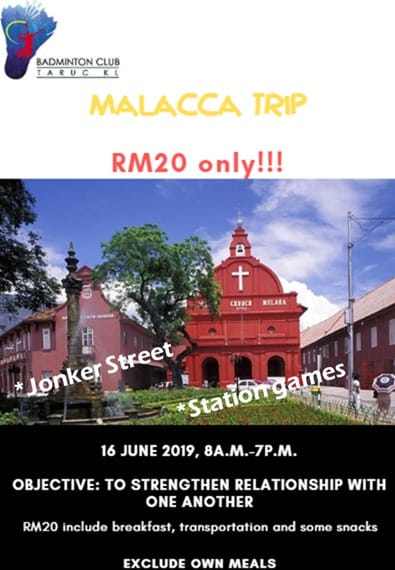 BADMINTON CLUB
TARUC KL
MALACCA TRIP
RM20 only!!!
CHURCH MELAKA
*Jonker Street
*Station games
16 JUNE 2019, 8A.M.-7P.M.
OBJECTIVE: TO STRENGTHEN RELATIONSHIP WITH
ONE ANOTHER
RM20 include breakfast, transportation and some snacks
EXCLUDE OWN MEALS